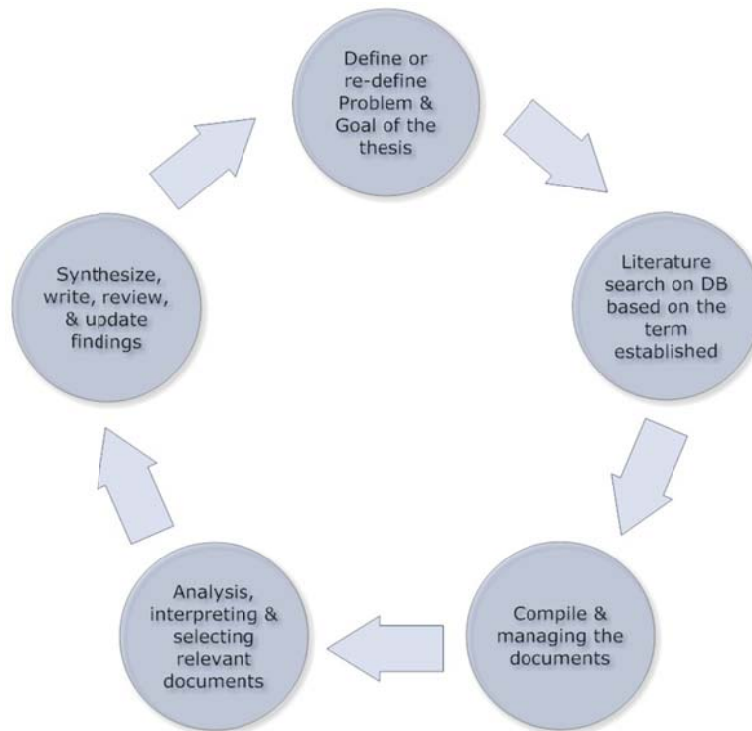 Define or
re-define
Problem &
Goal of the
thesis
Literature
search on DB
based on the
term
established
Compile &
managing the
documents
Analysis,
interpreting &
selecting
relevant
documents
Synthesize,
write, review,
& update
findings